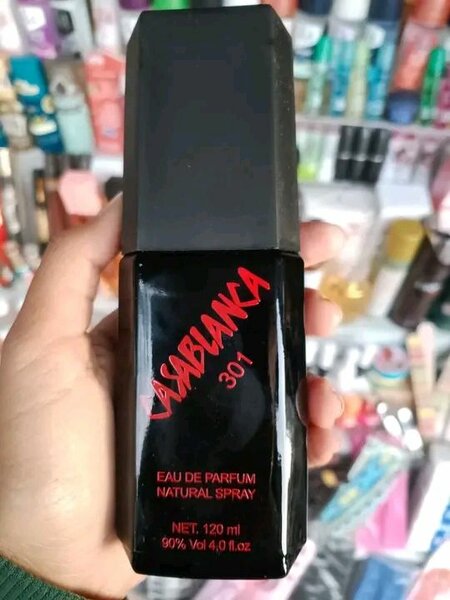 CASABLANCA
301
EAU DE PARFUM
NATURAL SPRAY
NET. 120 ml
90% Vol 4,0 fl.oz